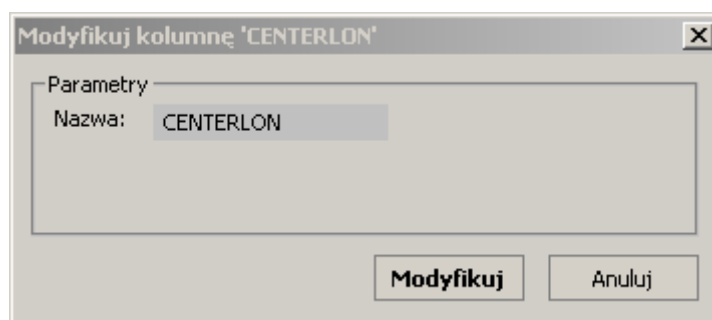 Modyfikuj kolumnę 'CENTERLON'
Parametry
Nazwa: CENTERLON
Modyfikuj Anuluj